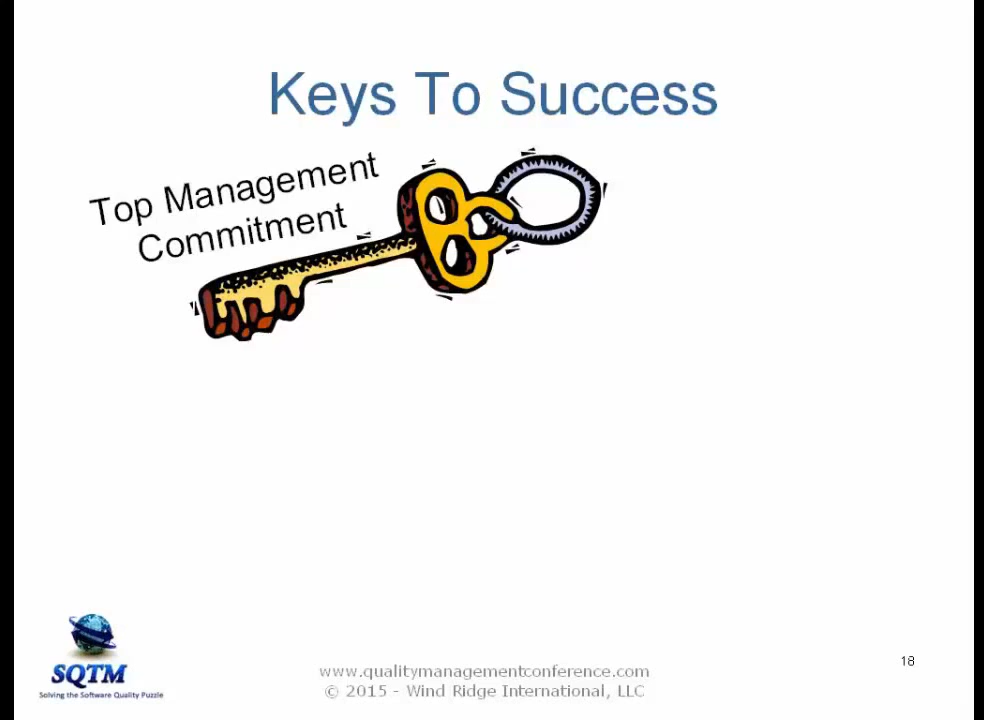 Keys To Success
Top Management
Commitment
SQTM
Solving the Software Quality Puzzle
www.qualitymanagementconference.com
© 2015 - Wind Ridge International, LLC
18